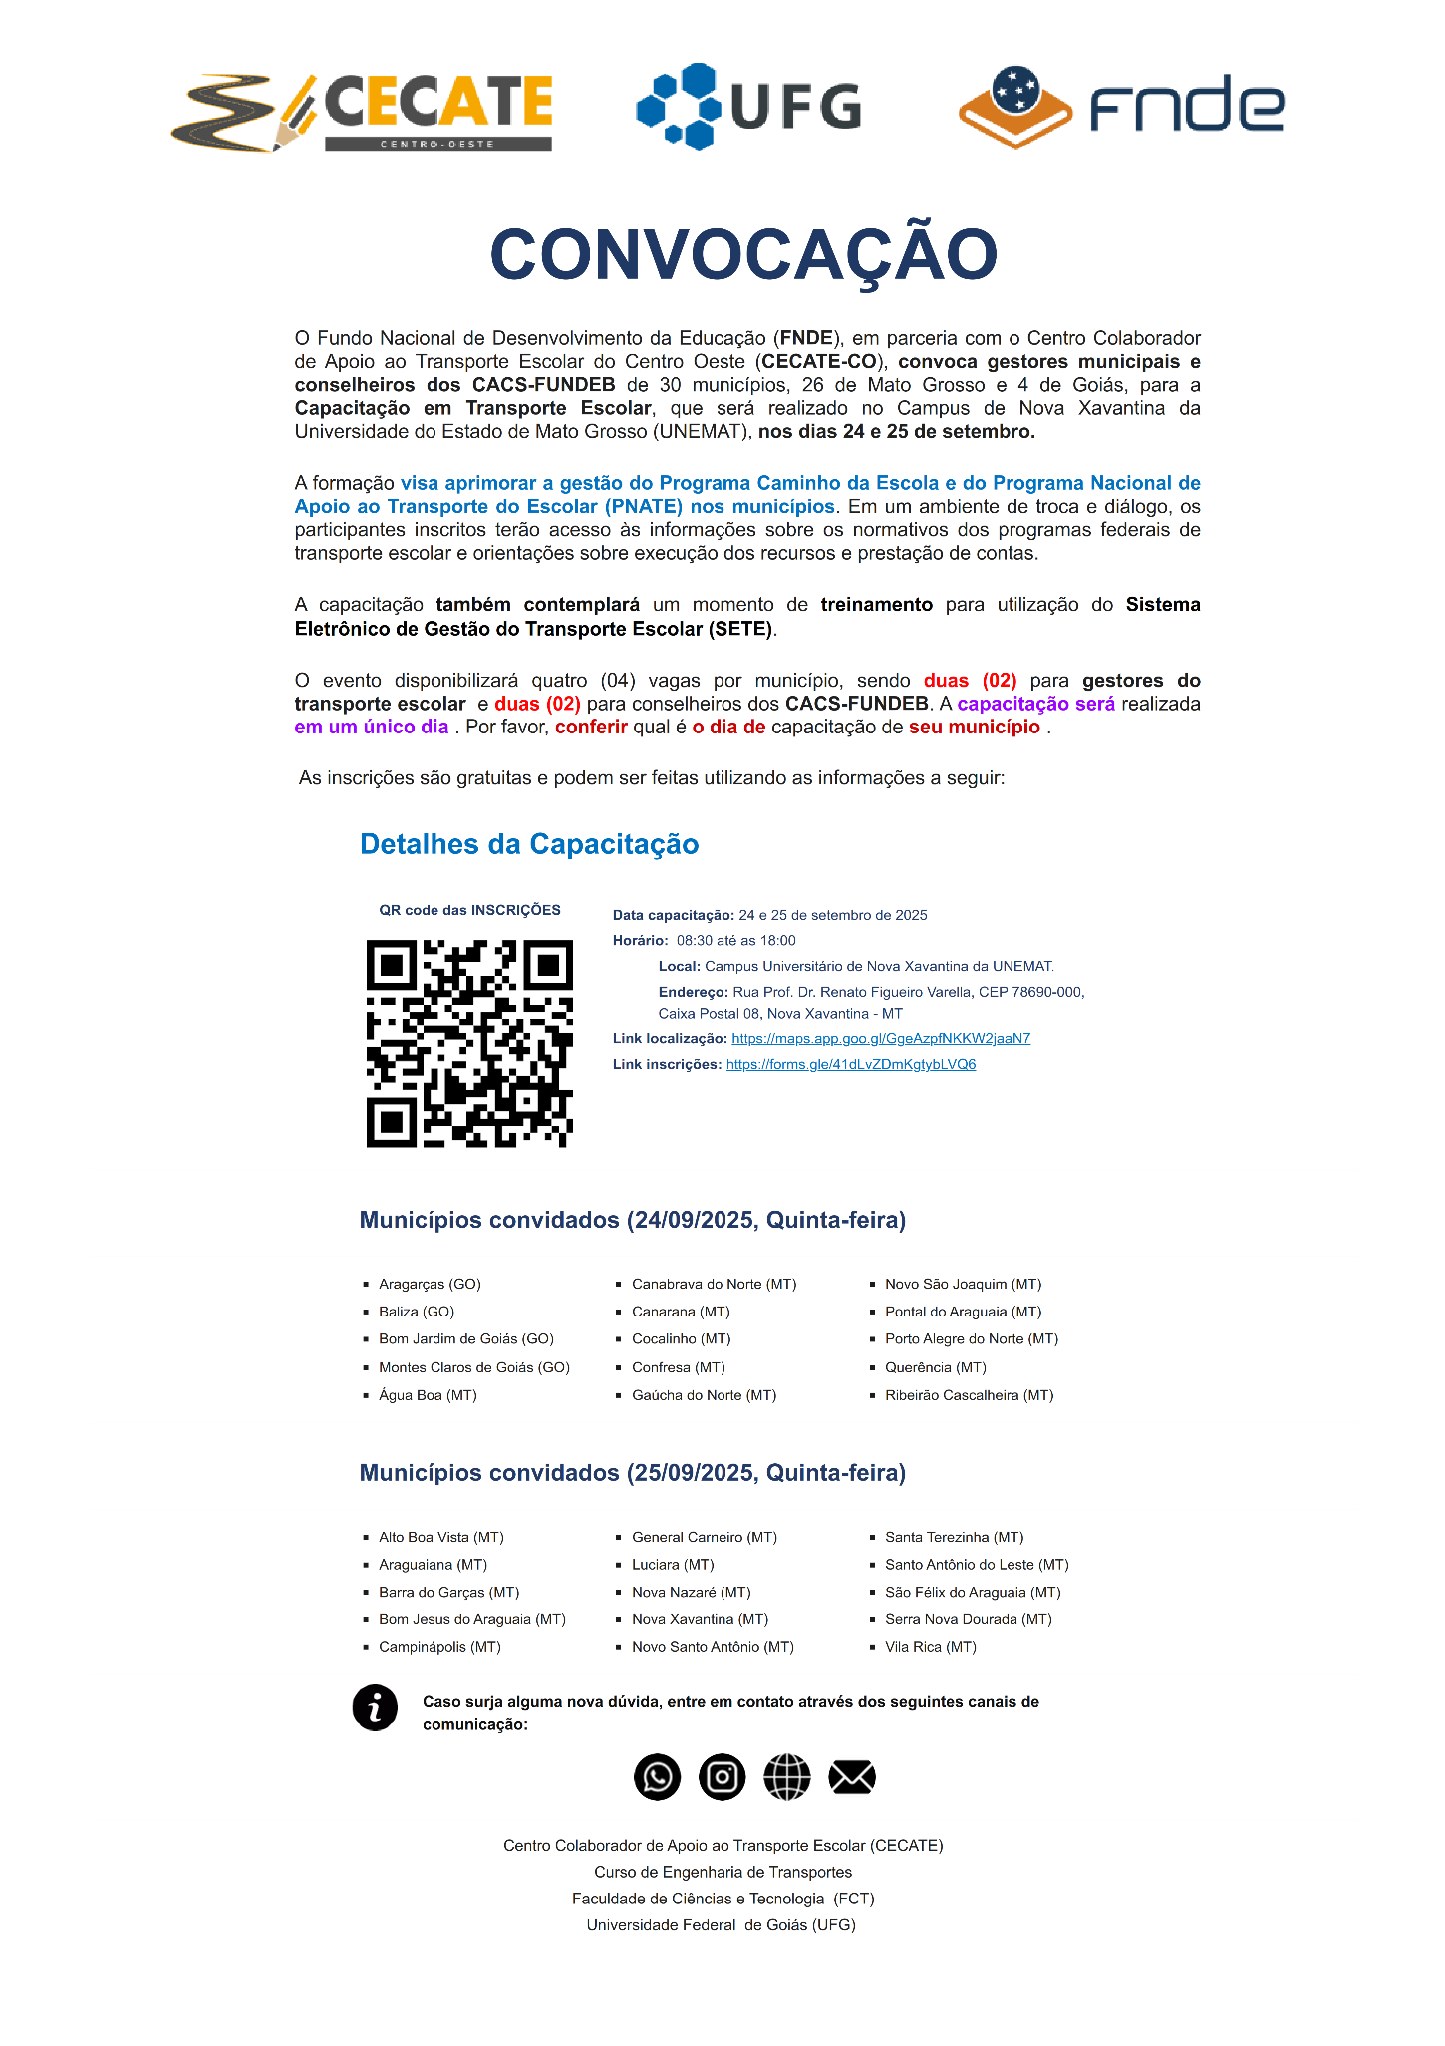 CECATE
CENTRO-OESTE
UFG
fnde
CONVOCAÇÃO
O Fundo Nacional de Desenvolvimento da Educação (FNDE), em parceria com o Centro Colaborador
de Apoio ao Transporte Escolar do Centro Oeste (CECATE-CO), convoca gestores municipais e
conselheiros dos CACS-FUNDEB de 30 municípios, 26 de Mato Grosso e 4 de Goiás, para a
Capacitação em Transporte Escolar, que será realizado no Campus de Nova Xavantina da
Universidade do Estado de Mato Grosso (UNEMAT), nos dias 24 e 25 de setembro.
A formação visa aprimorar a gestão do Programa Caminho da Escola e do Programa Nacional de
Apoio ao Transporte do Escolar (PNATE) nos municípios. Em um ambiente de troca e diálogo, os
participantes inscritos terão acesso às informações sobre os normativos dos programas federais de
transporte escolar e orientações sobre execução dos recursos e prestação de contas.
A capacitação também contemplará um momento de treinamento para utilização do Sistema
Eletrônico de Gestão do Transporte Escolar (SETE).
O evento disponibilizará quatro (04) vagas por município, sendo duas (02) para gestores do
transporte escolar e duas (02) para conselheiros dos CACS-FUNDEB. A capacitação será realizada
em um único dia . Por favor, conferir qual é o dia de capacitação de seu município .
As inscrições são gratuitas e podem ser feitas utilizando as informações a seguir:
Detalhes da Capacitação
QR code das INSCRIÇÕES
Data capacitação: 24 e 25 de setembro de 2025
Horário: 08:30 até as 18:00
Local: Campus Universitário de Nova Xavantina da UNEMAT.
Endereço: Rua Prof. Dr. Renato Figueiro Varella, CEP 78690-000,
Caixa Postal 08, Nova Xavantina - MT
Link localização: https://maps.app.goo.gl/GgeAzpfNKKW2jaaN7
Link inscrições: https://forms.gle/41dLvZDmKgtybLVQ6
Municípios convidados (24/09/2025, Quinta-feira)
▪ Aragarças (GO)
▪ Baliza (GO)
▪ Bom Jardim de Goiás (GO)
▪ Montes Claros de Goiás (GO)
▪ Água Boa (MT)
▪ Canabrava do Norte (MT)
▪ Canarana (MT)
▪ Cocalinho (MT)
▪ Confresa (MT)
▪ Gaúcha do Norte (MT)
▪ Novo São Joaquim (MT)
▪ Pontal do Araguaia (MT)
▪ Porto Alegre do Norte (MT)
▪ Querência (MT)
▪ Ribeirão Cascalheira (MT)
Municípios convidados (25/09/2025, Quinta-feira)
▪ Alto Boa Vista (MT)
▪ Araguaiana (MT)
▪ Barra do Garças (MT)
▪ Bom Jesus do Araguaia (MT)
▪ Campinápolis (MT)
▪ General Carneiro (MT)
▪ Luciara (MT)
▪ Nova Nazaré (MT)
▪ Nova Xavantina (MT)
▪ Novo Santo Antônio (MT)
▪ Santa Terezinha (MT)
▪ Santo Antônio do Leste (MT)
▪ São Félix do Araguaia (MT)
▪ Serra Nova Dourada (MT)
▪ Vila Rica (MT)
Caso surja alguma nova dúvida, entre em contato através dos seguintes canais de
comunicação:
Centro Colaborador de Apoio ao Transporte Escolar (CECATE)
Curso de Engenharia de Transportes
Faculdade de Ciências e Tecnologia (FCT)
Universidade Federal de Goiás (UFG)